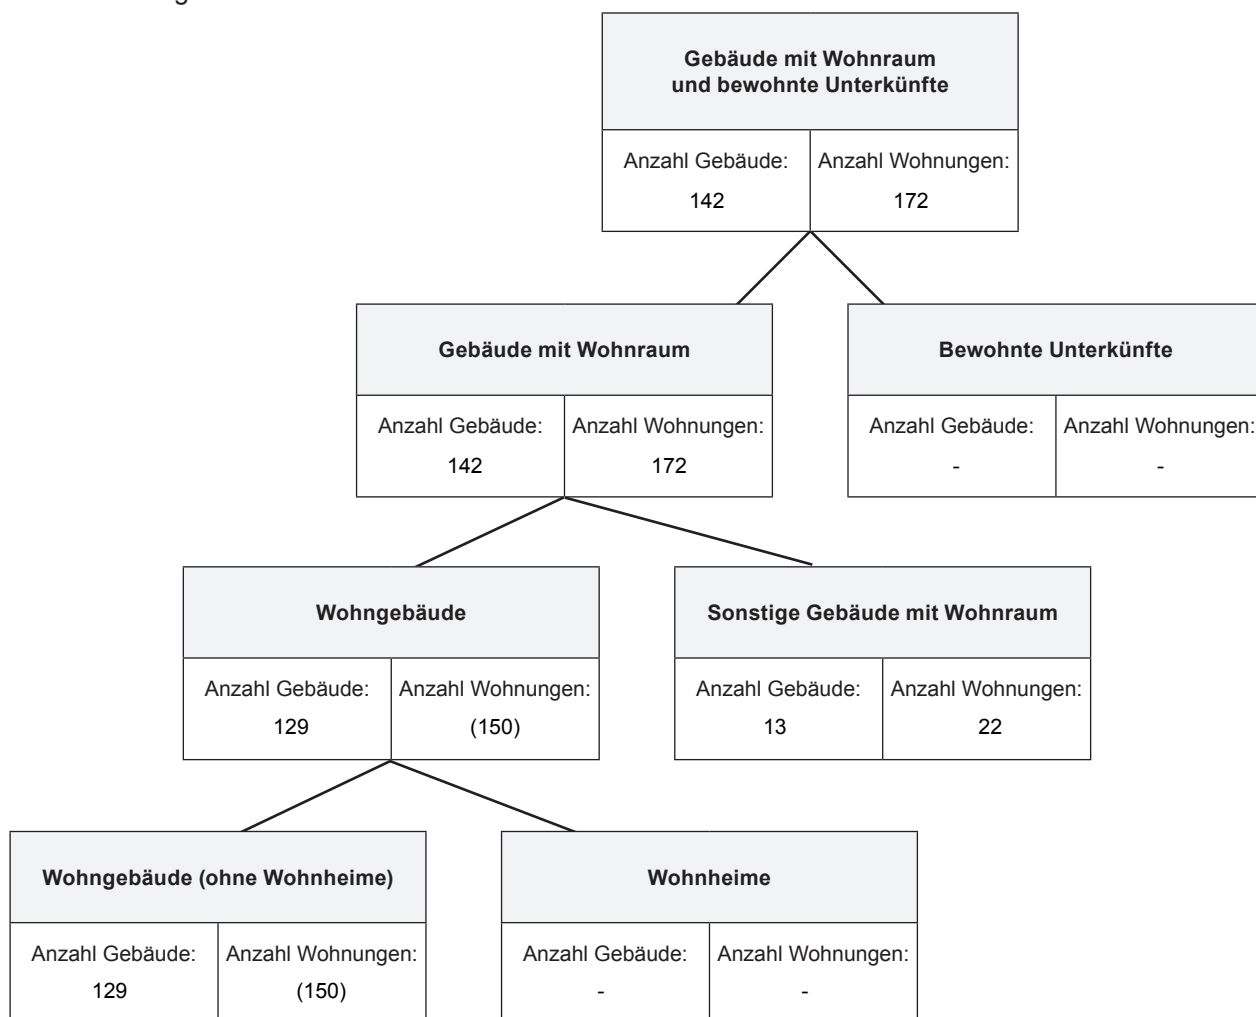 Gebäude mit Wohnraum
und bewohnte Unterkünfte
Anzahl Gebäude: Anzahl Wohnungen:
142 172
Gebäude mit Wohnraum Bewohnte Unterkünfte
Anzahl Gebäude: Anzahl Wohnungen: Anzahl Gebäude: Anzahl Wohnungen:
142 172 - -
Wohngebäude Sonstige Gebäude mit Wohnraum
Anzahl Gebäude: Anzahl Wohnungen: Anzahl Gebäude: Anzahl Wohnungen:
129 (150) 13 22
Wohngebäude (ohne Wohnheime) Wohnheime
Anzahl Gebäude: Anzahl Wohnungen: Anzahl Gebäude: Anzahl Wohnungen:
129 (150) - -